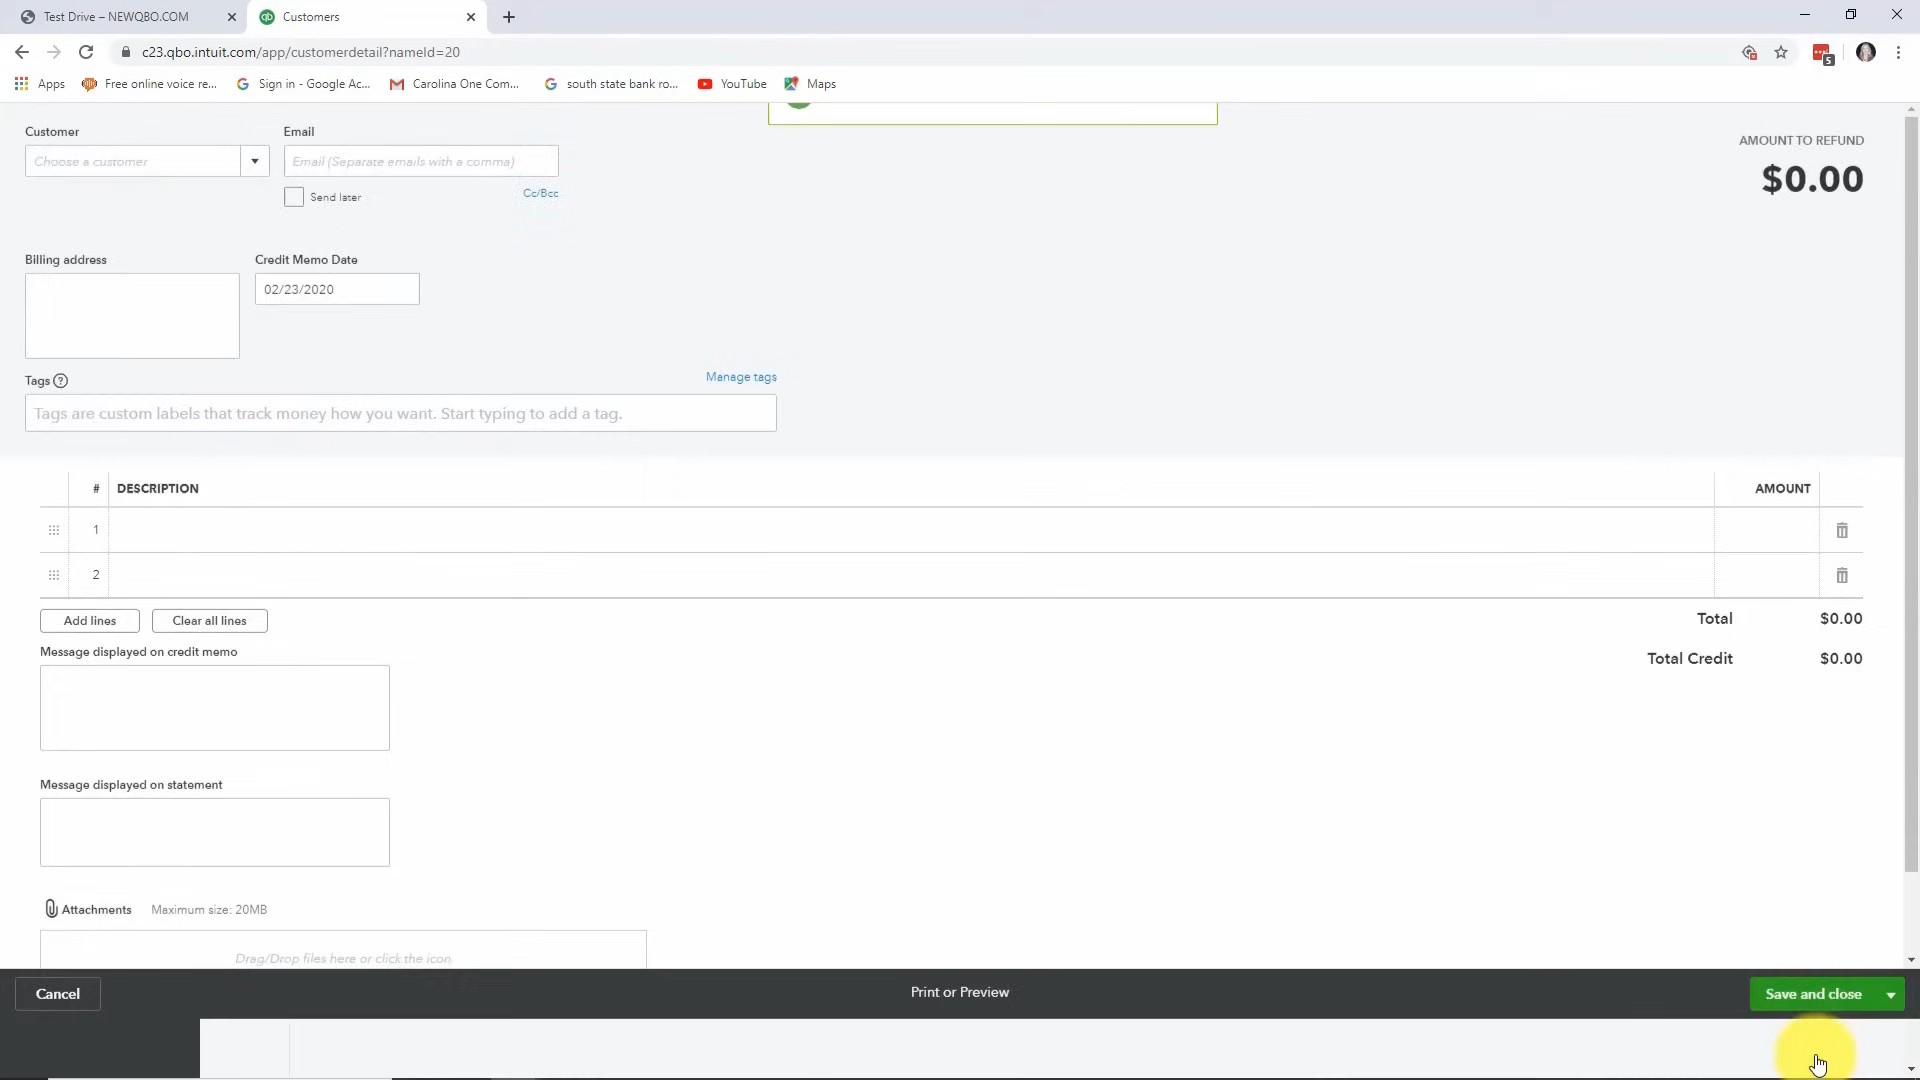 Test Drive – NEWQBO.COM
Customers
c23.qbo.intuit.com/app/customerdetail?nameId=20
5
Apps
Free online voice re...
Sign in - Google Ac...
Carolina One Com...
south state bank ro...
YouTube
Maps
Customer
Email
AMOUNT TO REFUND
Choose a customer
Email (Separate emails with a comma)
$0.00
Send later
Cc/Bcc
Billing address
Credit Memo Date
02/23/2020
Tags ?
Manage tags
Tags are custom labels that track money how you want. Start typing to add a tag.
# DESCRIPTION AMOUNT
1
2
Add lines
Clear all lines
Total $0.00
Message displayed on credit memo
Total Credit $0.00
Message displayed on statement
Attachments Maximum size: 20MB
Drag/Drop files here or click the icon
Cancel
Print or Preview
Save and close